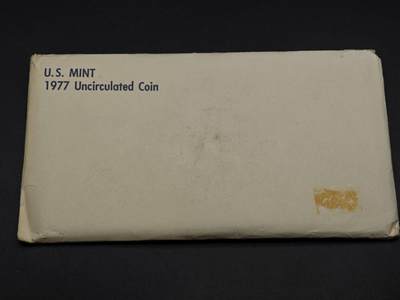 U.S. MINT
1977 Uncirculated Coin